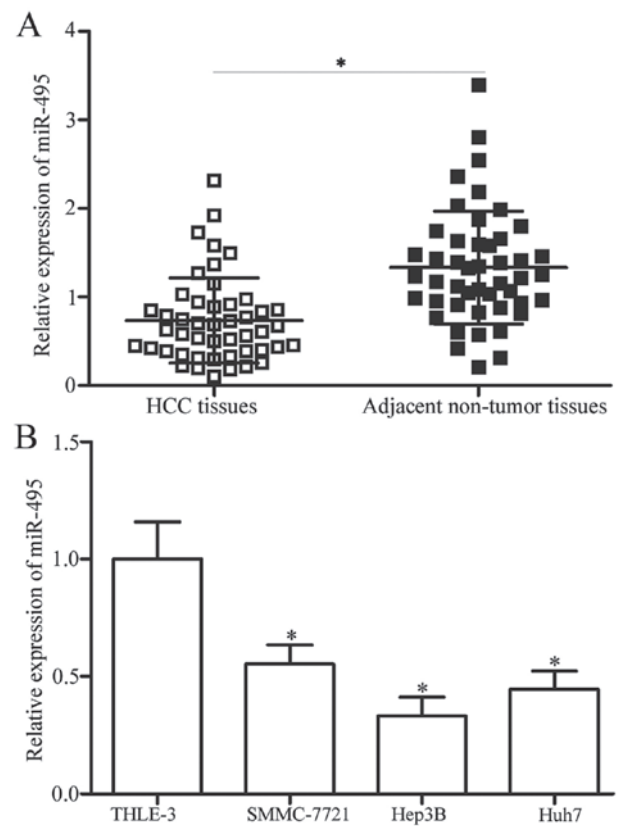 A
Relative expression of miR-495
4
3
2
1
0
*
HCC tissues
Adjacent non-tumor tissues
B
Relative expression of miR-495
1.5
1.0
0.5
0.0
*
*
*
THLE-3
SMMC-7721
Hep3B
Huh7